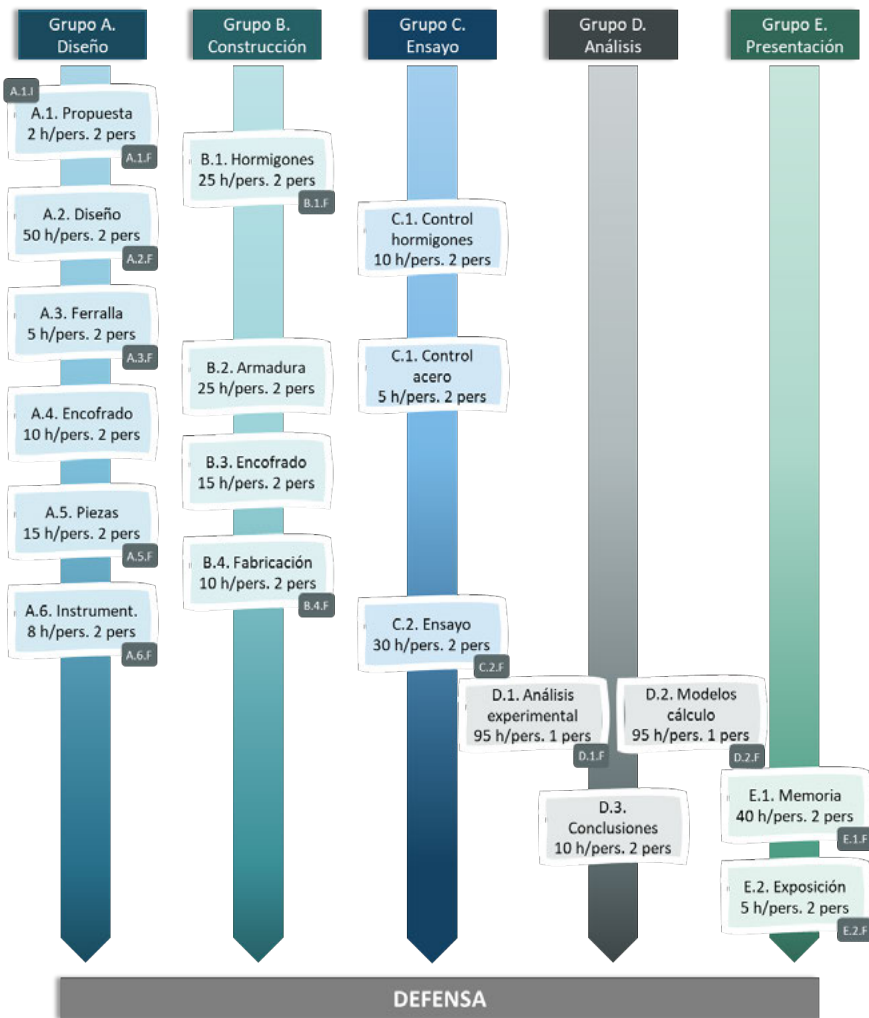 Grupo A.
Diseño
Grupo B.
Construcción
Grupo C.
Ensayo
Grupo D.
Análisis
Grupo E.
Presentación
A.1.I
A.1. Propuesta
2 h/pers. 2 pers
A.1.F
A.2. Diseño
50 h/pers. 2 pers
A.2.F
A.3. Ferralla
5 h/pers. 2 pers
A.3.F
A.4. Encofrado
10 h/pers. 2 pers
A.5. Piezas
15 h/pers. 2 pers
A.5.F
A.6. Instrument.
8 h/pers. 2 pers
A.6.F
B.1. Hormigones
25 h/pers. 2 pers
B.1.F
B.2. Armadura
25 h/pers. 2 pers
B.3. Encofrado
15 h/pers. 2 pers
B.4. Fabricación
10 h/pers. 2 pers
B.4.F
C.1. Control
hormigones
10 h/pers. 2 pers
C.1. Control
acero
5 h/pers. 2 pers
C.2. Ensayo
30 h/pers. 2 pers
C.2.F
D.1. Análisis
experimental
95 h/pers. 1 pers
D.1.F
D.2. Modelos
cálculo
95 h/pers. 1 pers
D.2.F
D.3.
Conclusiones
10 h/pers. 2 pers
E.1. Memoria
40 h/pers. 2 pers
E.1.F
E.2. Exposición
5 h/pers. 2 pers
E.2.F
DEFENSA